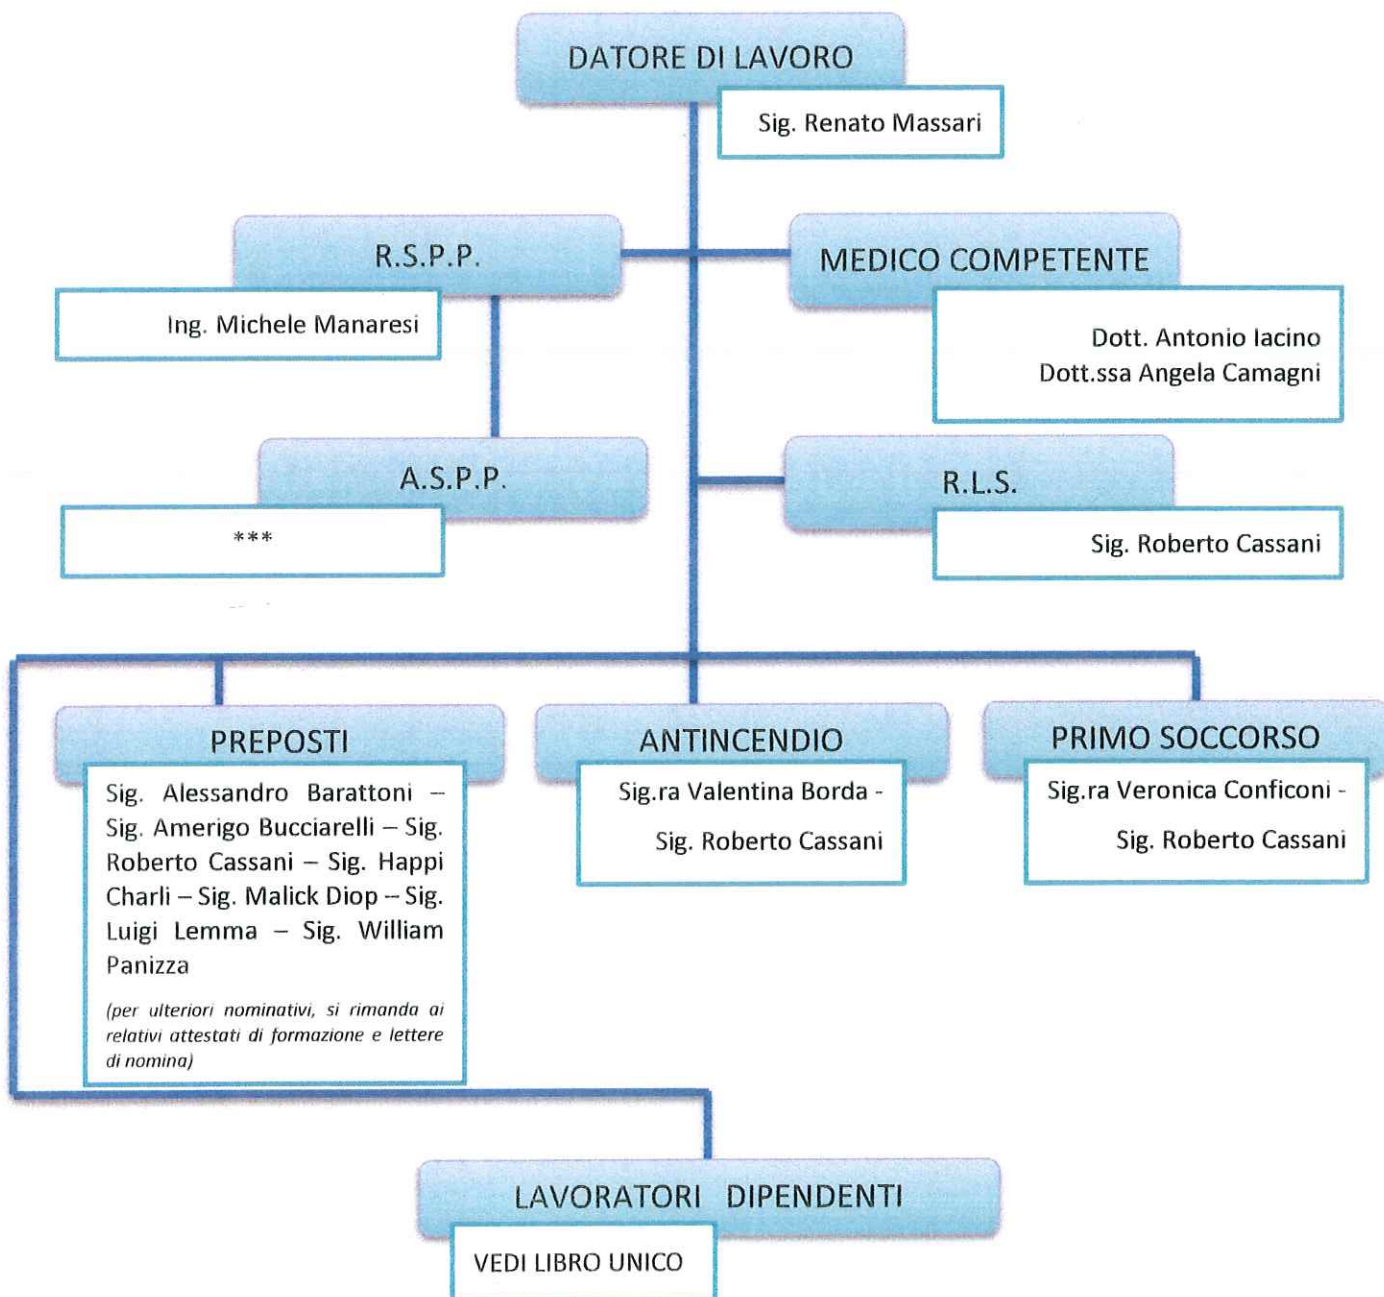 DATORE DI LAVORO
Sig. Renato Massari
R.S.P.P.
Ing. Michele Manaresi
MEDICO COMPETENTE
Dott. Antonio Iacino
Dott.ssa Angela Camagni
A.S.P.P.
***
R.L.S.
Sig. Roberto Cassani
PREPOSTI
Sig. Alessandro Barattoni –
Sig. Amerigo Bucciarelli – Sig.
Roberto Cassani – Sig. Happi
Charli – Sig. Malick Diop – Sig.
Luigi Lemma – Sig. William
Panizza
(per ulteriori nominativi, si rimanda ai
relativi attestati di formazione e lettere
di nomina)
ANTINCENDIO
Sig.ra Valentina Borda -
Sig. Roberto Cassani
PRIMO SOCCORSO
Sig.ra Veronica Conficoni -
Sig. Roberto Cassani
LAVORATORI DIPENDENTI
VEDI LIBRO UNICO